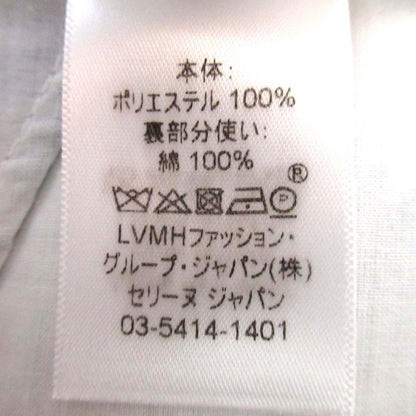 本体:
ポリエステル 100%
裏部分使い:
綿 100%
®
P
LVMHファッション・
グループ・ジャパン(株)
セリーヌ ジャパン
03-5414-1401